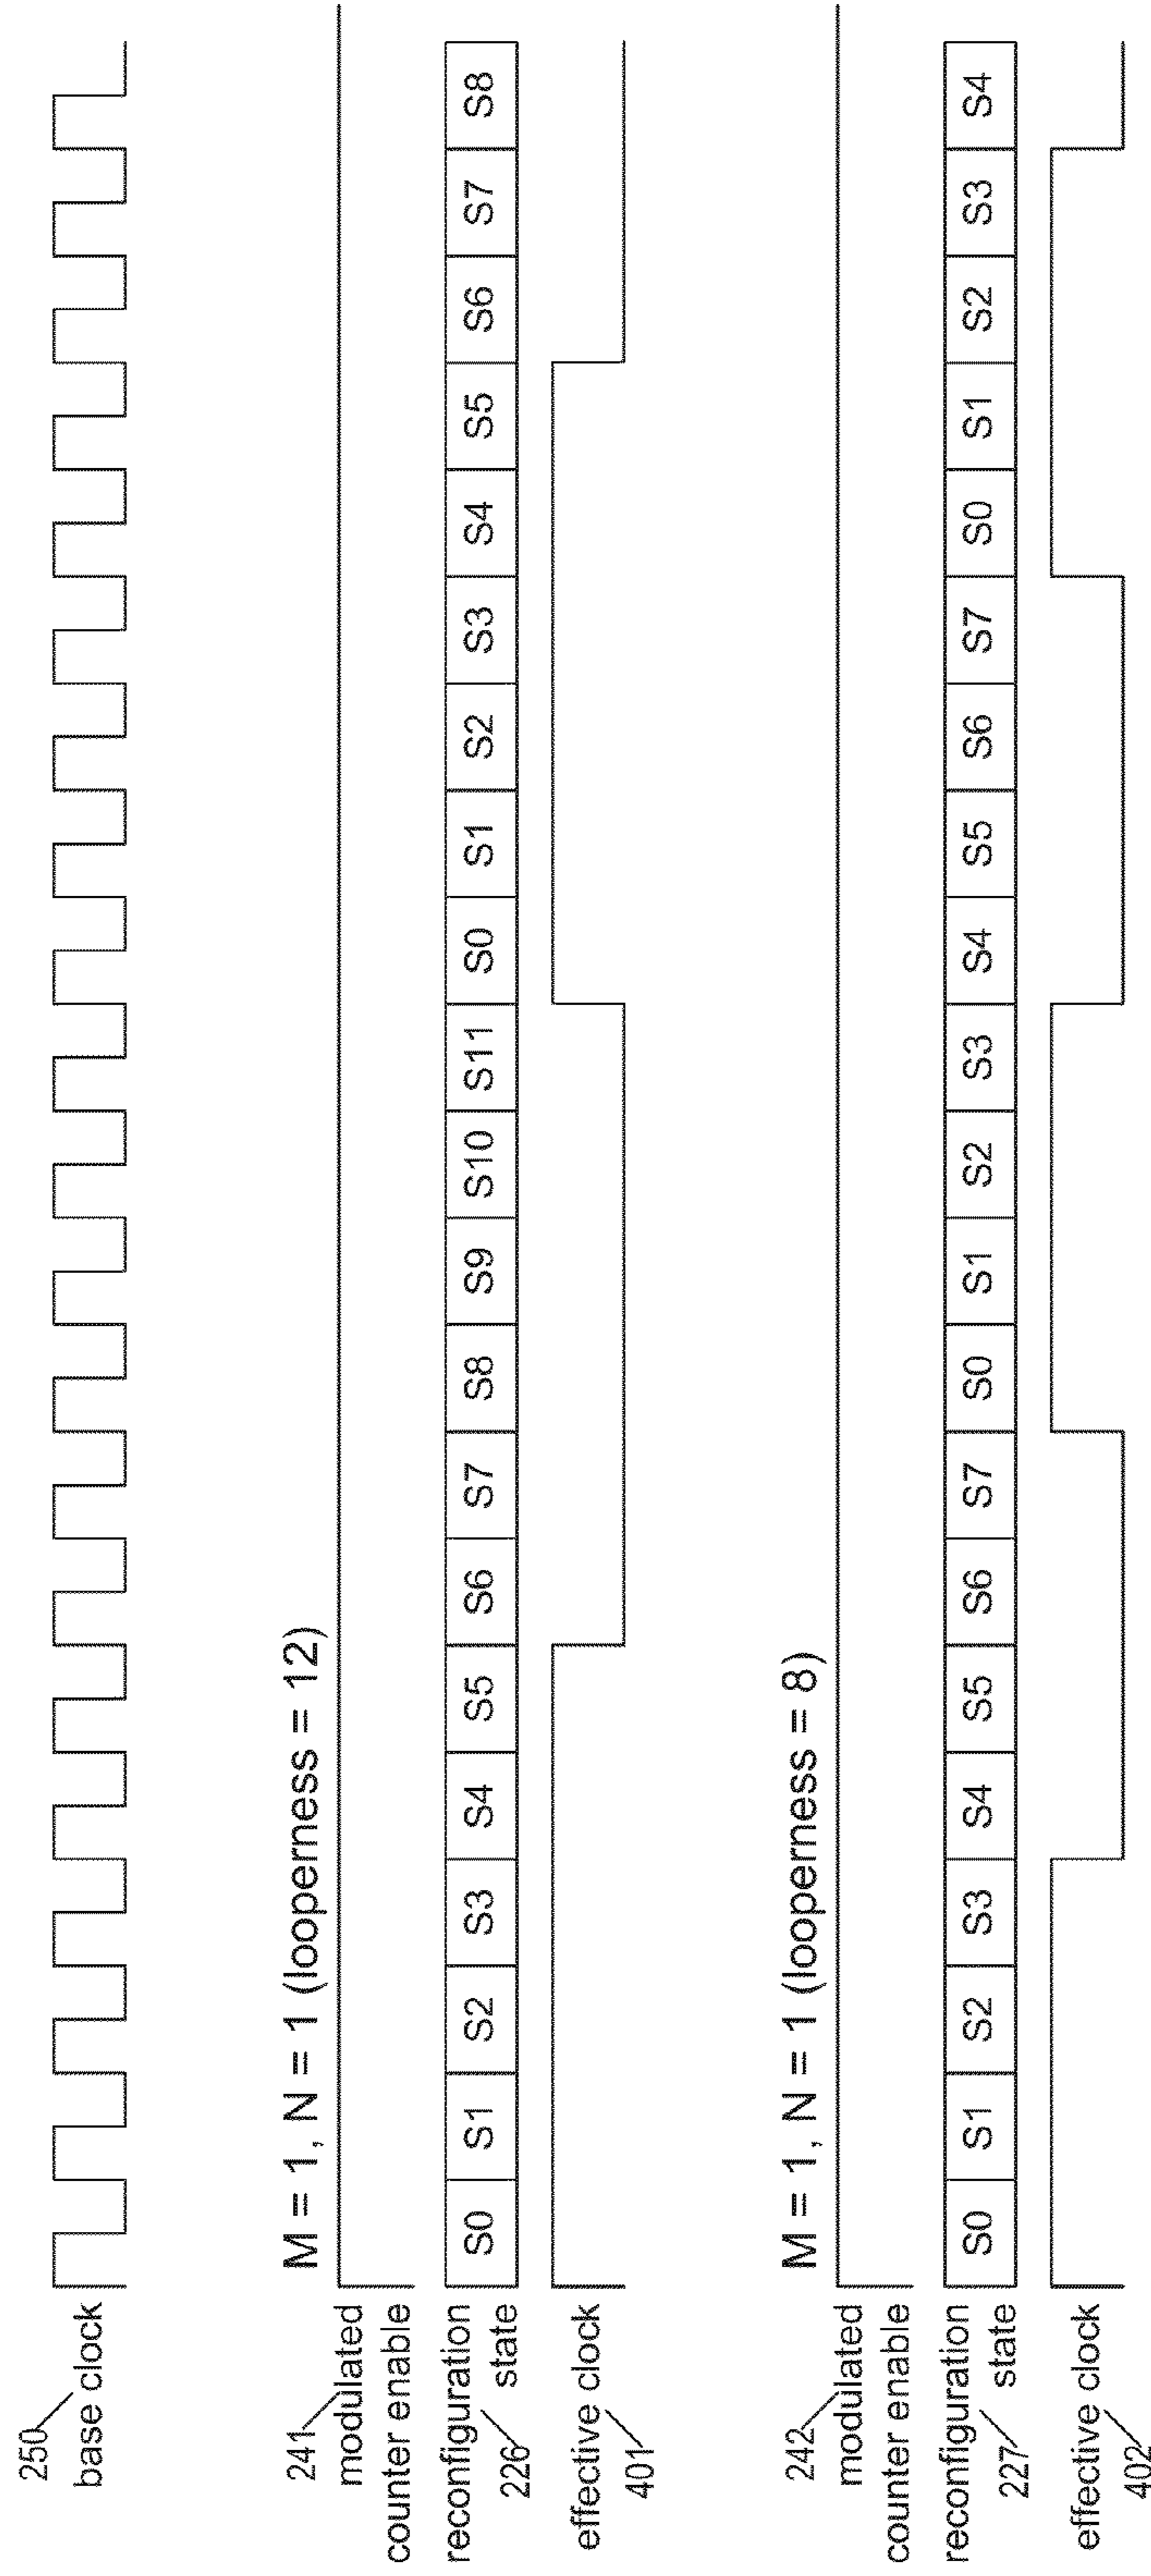 250
base clock
M = 1, N = 1 (looperness = 12)
241
modulated
counter enable
reconfiguration
state
226
S0 S1 S2 S3 S4 S5 S6 S7 S8 S9 S10 S11 S0 S1 S2 S3 S4 S5 S6 S7 S8
effective clock
401
M = 1, N = 1 (looperness = 8)
242
modulated
counter enable
reconfiguration
state
227
S0 S1 S2 S3 S4 S5 S6 S7 S0 S1 S2 S3 S4 S5 S6 S7 S0 S1 S2 S3 S4
effective clock
402